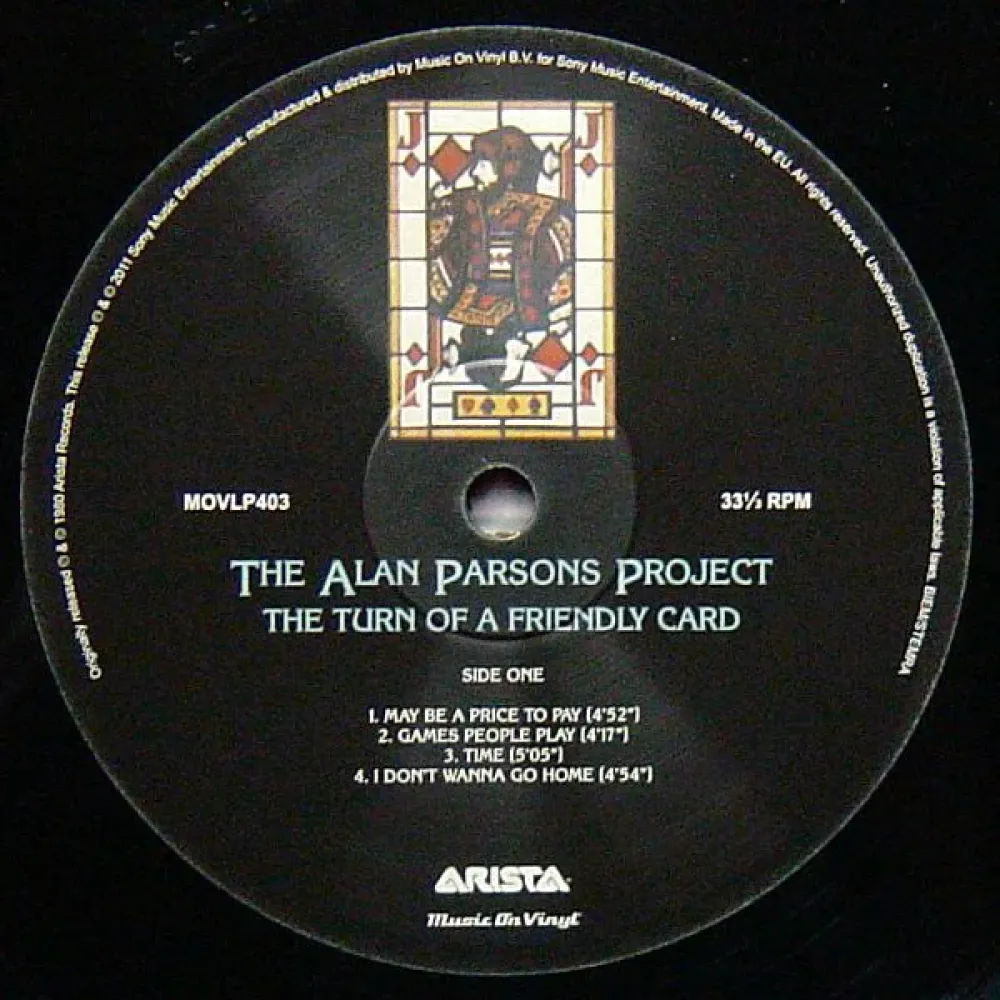 Originally released ℗ & © 1980 Arista Records. This release ℗ & © 2011 Sony Music Entertainment; manufactured & distributed by Music On Vinyl B.V. for Sony Music Entertainment. Made in the EU. All rights reserved. Unauthorized duplication is a violation of applicable laws. BIEM/STEMRA
J J
J J
MOVLP403
33⅓ RPM
THE ALAN PARSONS PROJECT
THE TURN OF A FRIENDLY CARD
SIDE ONE
1. MAY BE A PRICE TO PAY (4'52")
2. GAMES PEOPLE PLAY (4'17")
3. TIME (5'05")
4. I DON'T WANNA GO HOME (4'54")
ARISTA
Music On Vinyl